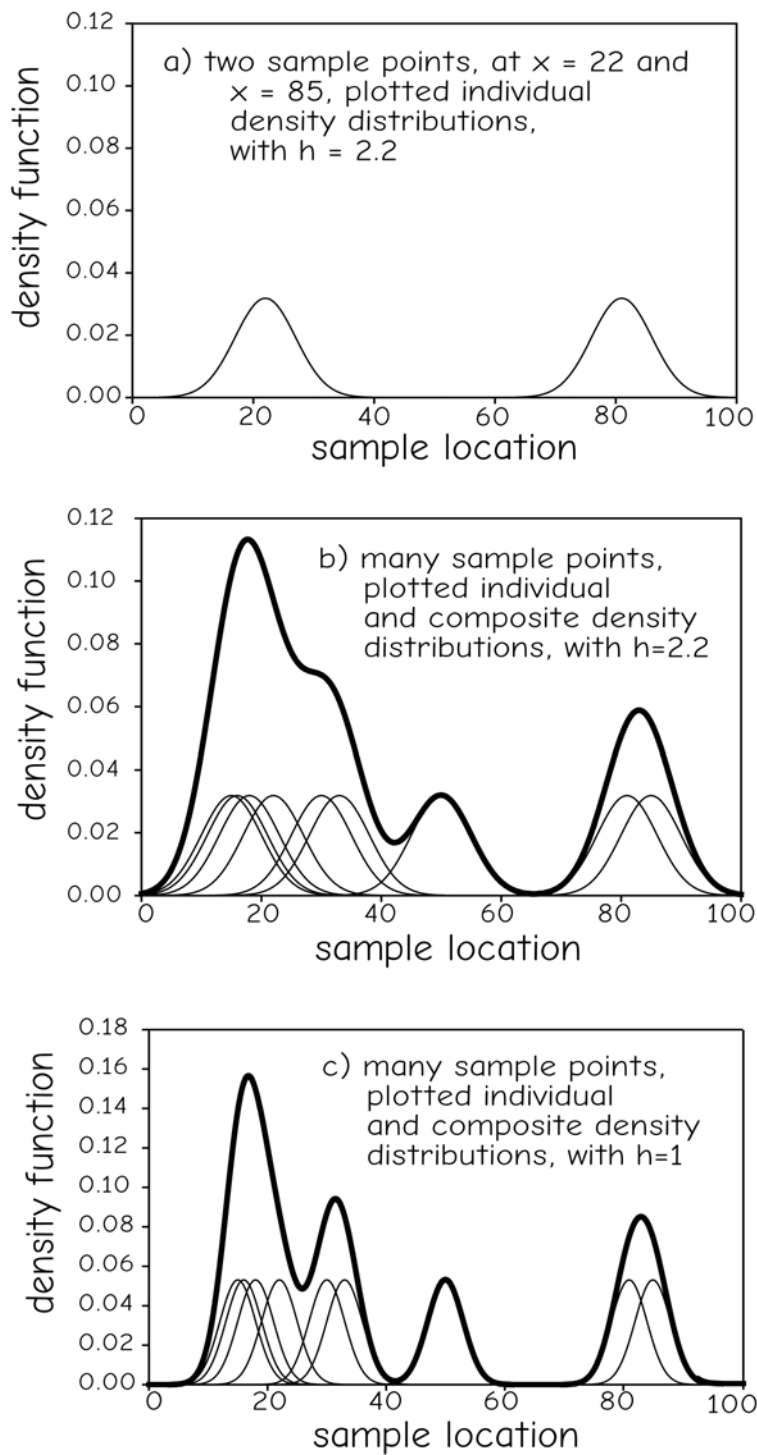 0.12
0.10
0.08
0.06
0.04
0.02
0.00
density function
a) two sample points, at x = 22 and
x = 85, plotted individual
density distributions,
with h = 2.2
0 20 40 60 80 100
sample location
0.12
0.10
0.08
0.06
0.04
0.02
0.00
density function
b) many sample points,
plotted individual
and composite density
distributions, with h=2.2
0 20 40 60 80 100
sample location
0.18
0.16
0.14
0.12
0.10
0.08
0.06
0.04
0.02
0.00
density function
c) many sample points,
plotted individual
and composite density
distributions, with h=1
0 20 40 60 80 100
sample location